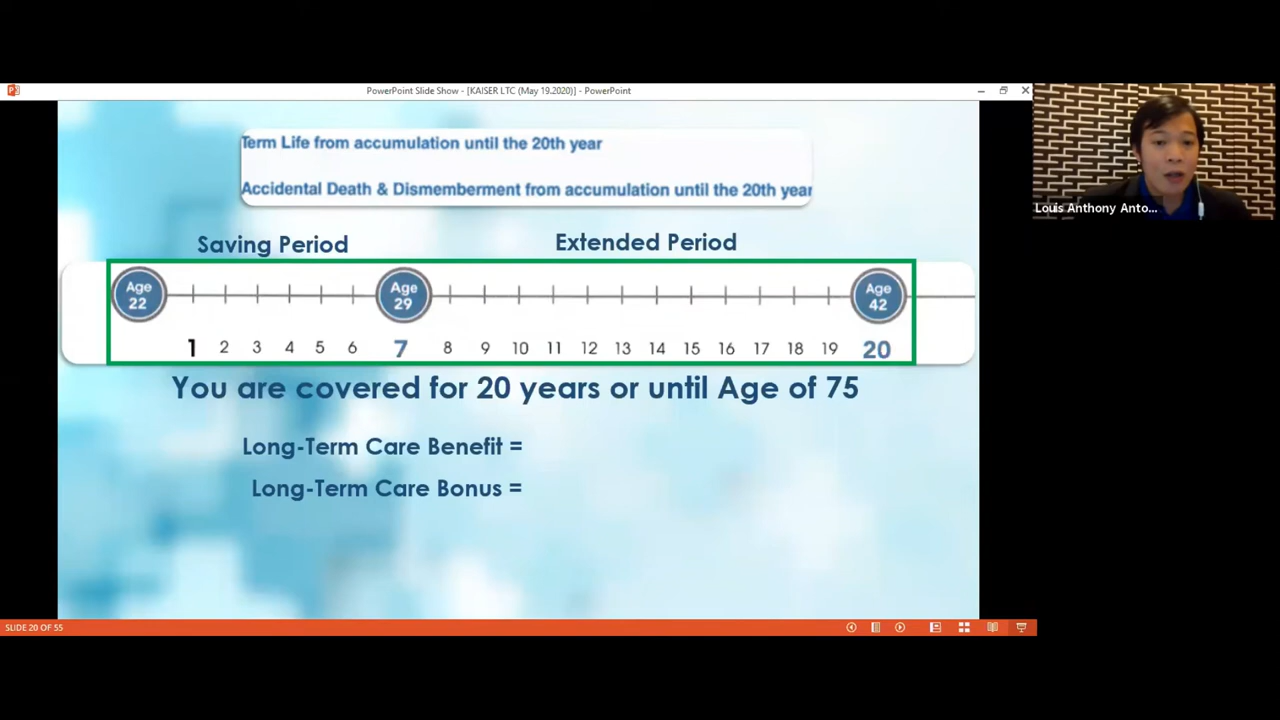 PowerPoint Slide Show - [KAISER LTC (May 19.2020)] - PowerPoint
Term Life from accumulation until the 20th year
Accidental Death & Dismemberment from accumulation until the 20th year
Saving Period
Extended Period
Age
22
Age
29
Age
42
1 2 3 4 5 6 7 8 9 10 11 12 13 14 15 16 17 18 19 20
You are covered for 20 years or until Age of 75
Long-Term Care Benefit =
Long-Term Care Bonus =
SLIDE 20 OF 55
Louis Anthony Anto...